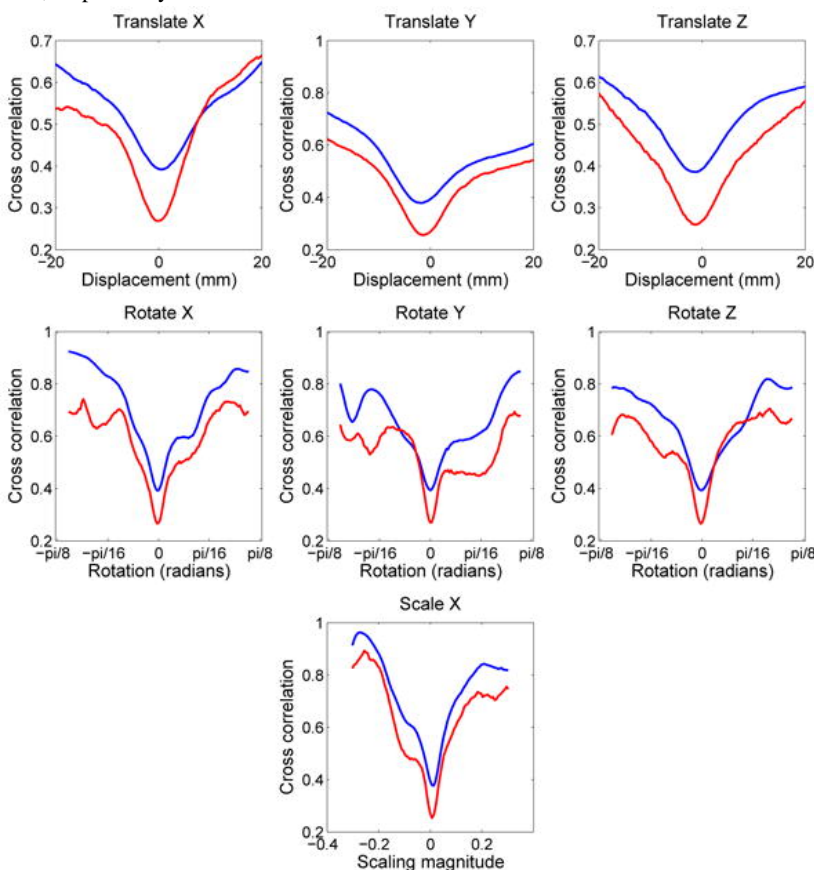 Translate X
Translate Y
Translate Z
Cross correlation
0.7
0.6
0.5
0.4
0.3
0.2
−20
0
20
Displacement (mm)
Cross correlation
1
0.8
0.6
0.4
0.2
−20
0
20
Displacement (mm)
Cross correlation
0.7
0.6
0.5
0.4
0.3
0.2
−20
0
20
Displacement (mm)
Rotate X
Rotate Y
Rotate Z
Cross correlation
1
0.8
0.6
0.4
0.2
−pi/8
−pi/16
0
pi/16
pi/8
Rotation (radians)
Cross correlation
1
0.8
0.6
0.4
0.2
−pi/8
−pi/16
0
pi/16
pi/8
Rotation (radians)
Cross correlation
1
0.8
0.6
0.4
0.2
−pi/8
−pi/16
0
pi/16
pi/8
Rotation (radians)
Scale X
Cross correlation
1
0.8
0.6
0.4
0.2
−0.4
−0.2
0
0.2
Scaling magnitude